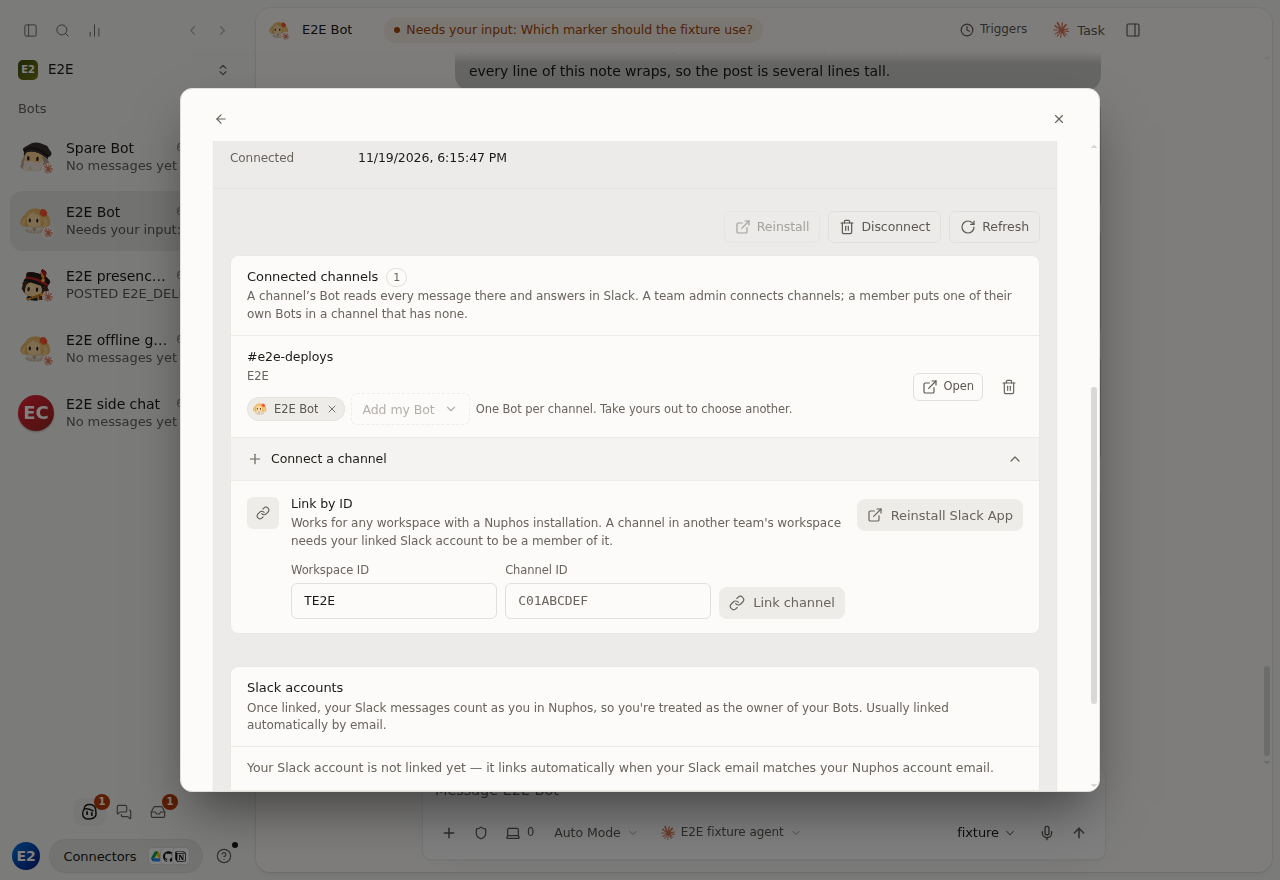 E2E Bot
Needs your input: Which marker should the fixture use?
Triggers
Task
E2 E2E
every line of this note wraps, so the post is several lines tall.
Bots
Spare Bot
No messages yet
E2E Bot
Needs your input:
E2E presenc…
POSTED E2E_DEL
E2E offline g…
No messages yet
EC
E2E side chat
No messages yet
Connected 11/19/2026, 6:15:47 PM
Reinstall
Disconnect
Refresh
Connected channels 1
A channel’s Bot reads every message there and answers in Slack. A team admin connects channels; a member puts one of their
own Bots in a channel that has none.
#e2e-deploys
E2E
Open
E2E Bot
Add my Bot
One Bot per channel. Take yours out to choose another.
Connect a channel
Link by ID
Works for any workspace with a Nuphos installation. A channel in another team's workspace
needs your linked Slack account to be a member of it.
Reinstall Slack App
Workspace ID
Channel ID
TE2E
C01ABCDEF
Link channel
Slack accounts
Once linked, your Slack messages count as you in Nuphos, so you're treated as the owner of your Bots. Usually linked
automatically by email.
Your Slack account is not linked yet — it links automatically when your Slack email matches your Nuphos account email.
Message E2E Bot
1
1
0
Auto Mode
E2E fixture agent
fixture
E2
Connectors